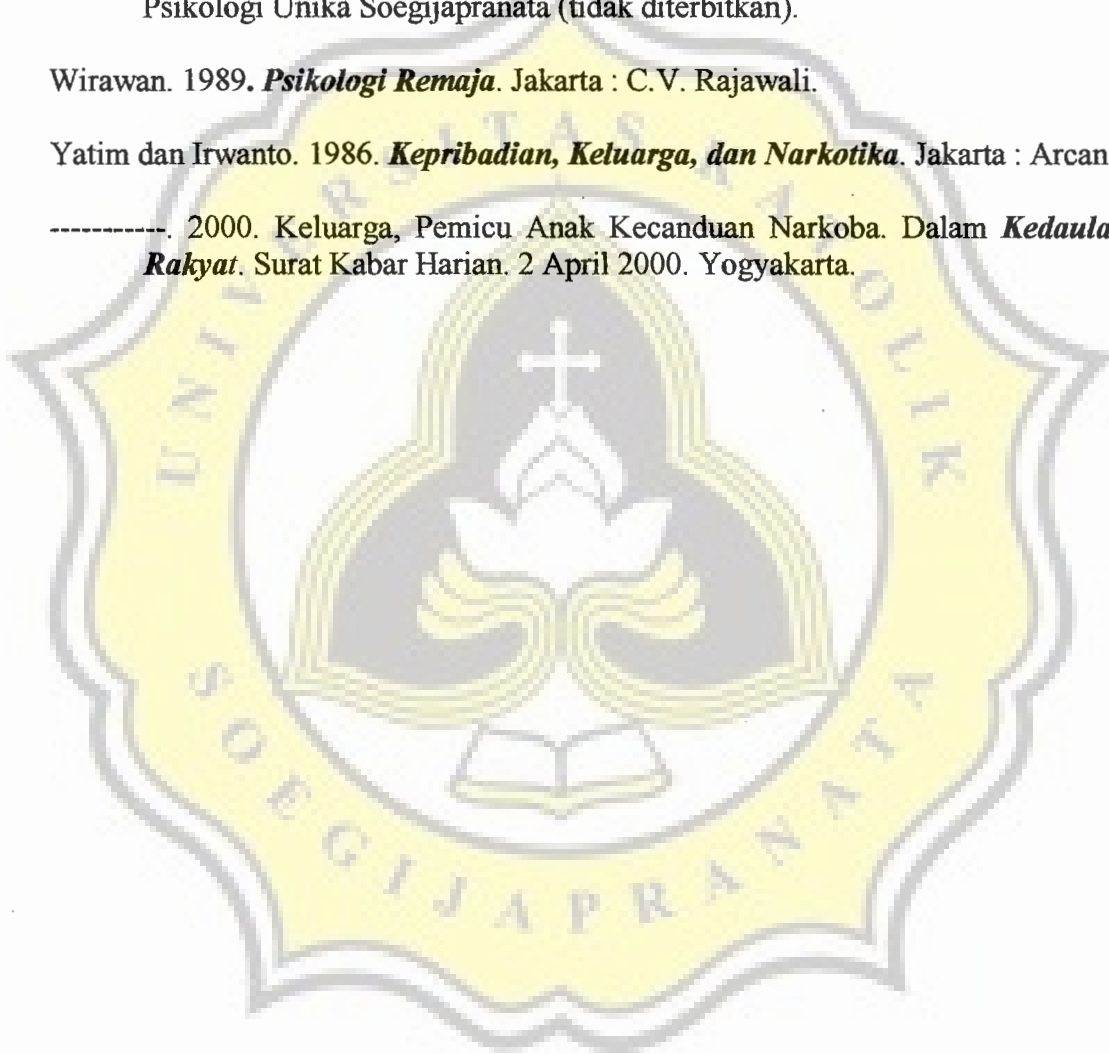 Psikologi Unika Soegijapranata (tidak diterbitkan).
Wirawan. 1989. Psikologi Remaja. Jakarta : C.V. Rajawali.
Yatim dan Irwanto. 1986. Kepribadian, Keluarga, dan Narkotika. Jakarta : Arcan
-----------. 2000. Keluarga, Pemicu Anak Kecanduan Narkoba. Dalam Kedaula
Rakyat. Surat Kabar Harian. 2 April 2000. Yogyakarta.
UNIVERSITAS KATOLIK
SOEGIJAPRANATA